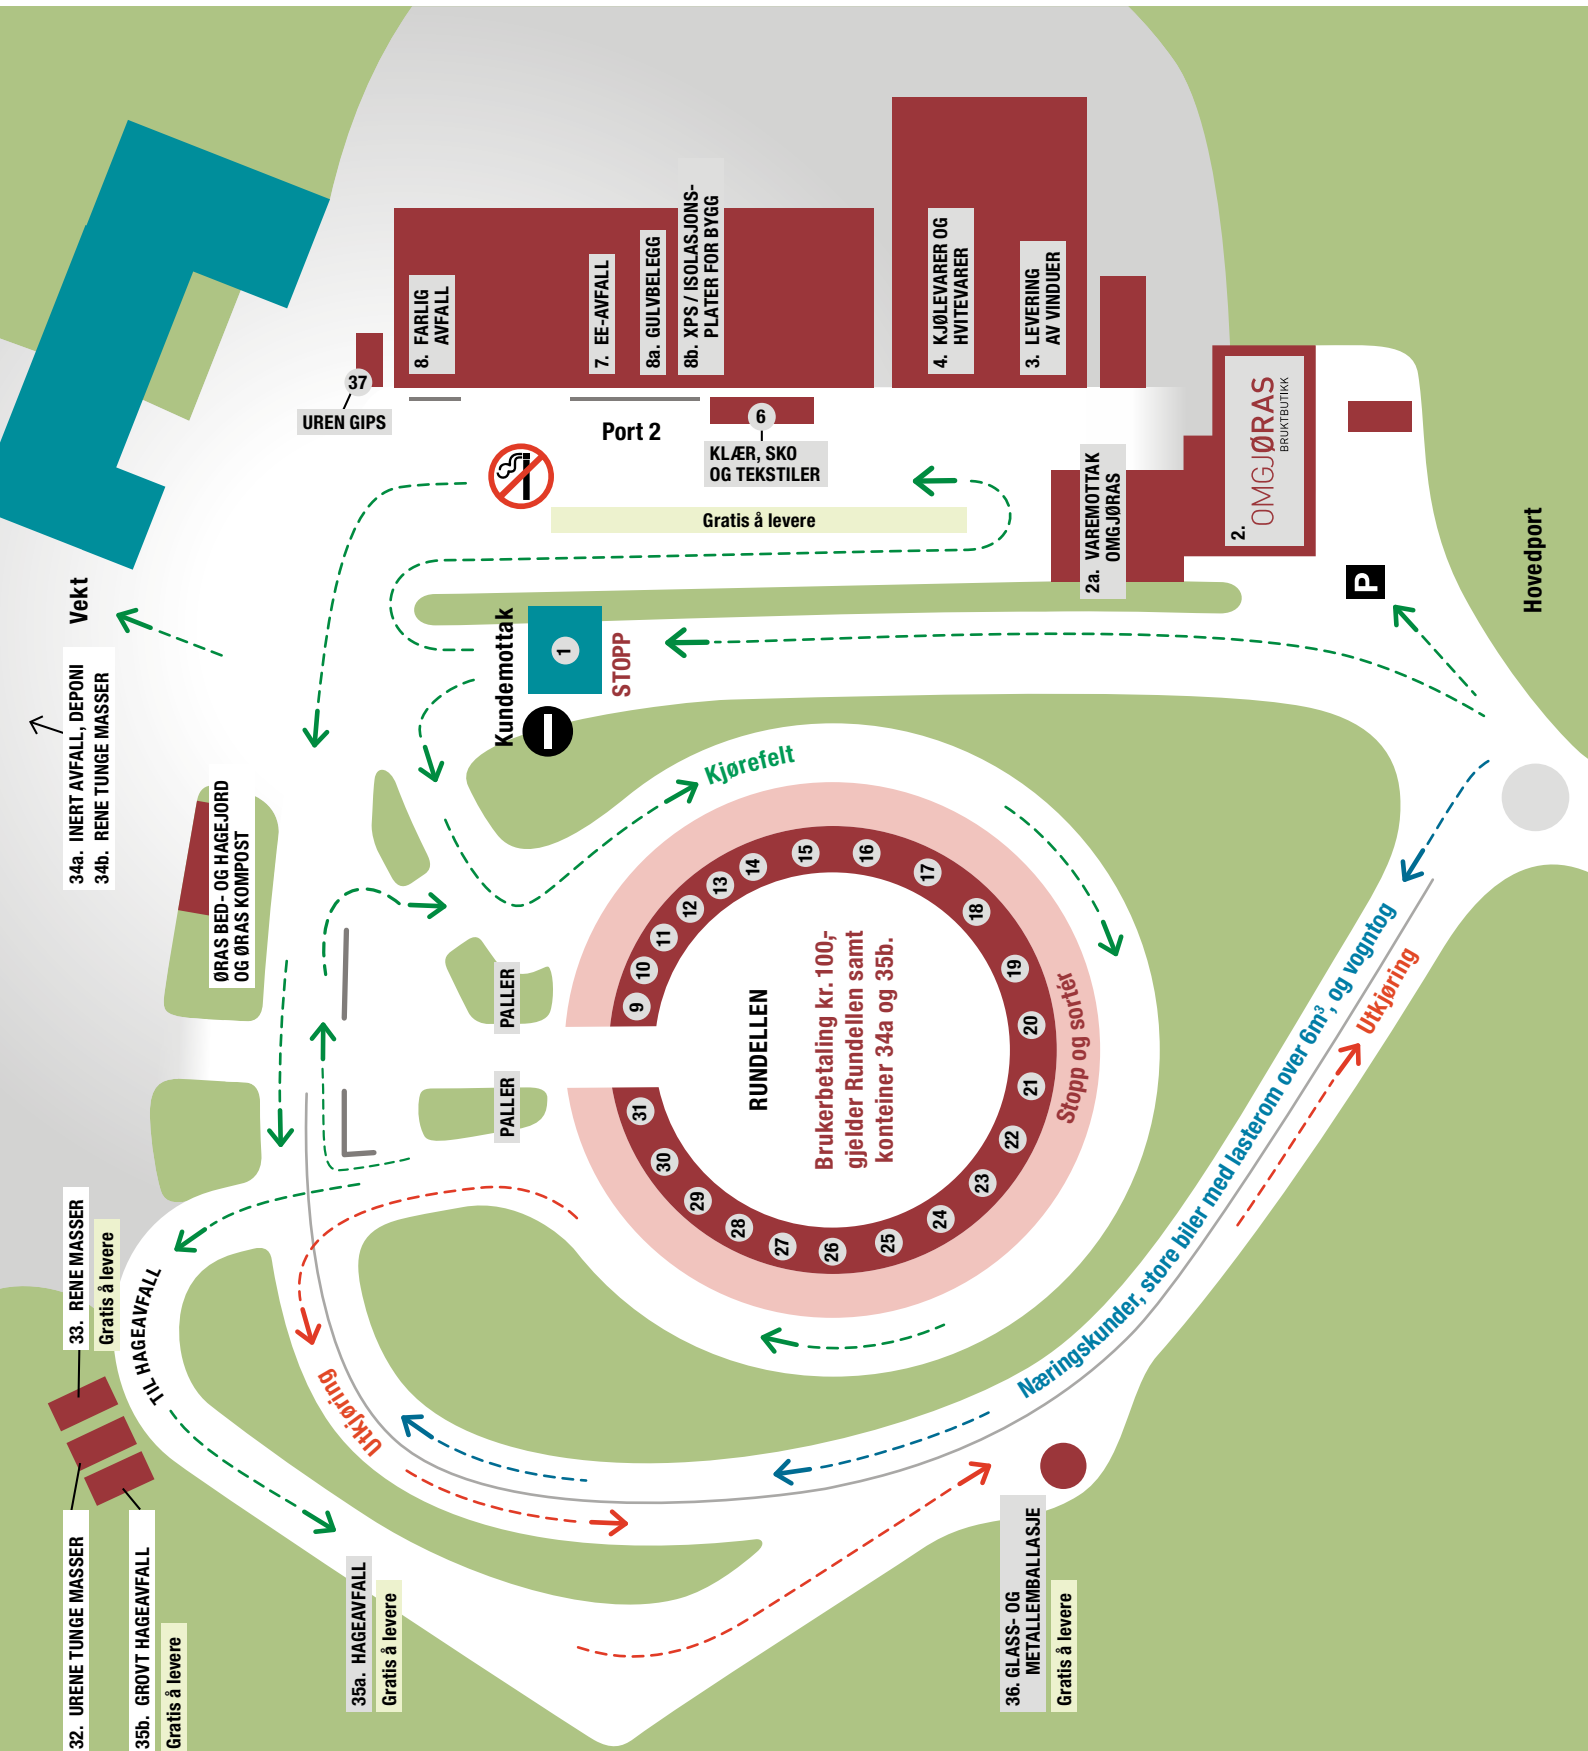 34a. INERT AVFALL, DEPONI
34b. RENE TUNGE MASSER
Vekt
37
UREN GIPS
8. FARLIG
AVFALL
7. EE-AVFALL
8a. GULVBELEGG
8b. XPS / ISOLASJONS-
PLATER FOR BYGG
4. KJØLEVARER OG
HVITEVARER
3. LEVERING
AV VINDUER
Port 2
6
KLÆR, SKO
OG TEKSTILER
Gratis å levere
2a. VAREMOTTAK
OMGJØRAS
2.
OMGJØRAS
BRUKTBUTIKK
P
Hovedport
Kundemottak
1
STOPP
ØRAS BED- OG HAGEJORD
OG ØRAS KOMPOST
Kjørefelt
PALLER
PALLER
9
10
11
12
13
14
15
16
17
18
19
20
21
22
23
24
25
26
27
28
29
30
31
RUNDELLEN
Brukerbetaling kr. 100,-
gjelder Rundellen samt
konteiner 34a og 35b.
Stopp og sortér
Næringskunder, store biler med lasterom over 6m³, og vogntog
Utkjøring
Utkjøring
33. RENE MASSER
Gratis å levere
TIL HAGEAVFALL
32. URENE TUNGE MASSER
35b. GROVT HAGEAVFALL
Gratis å levere
35a. HAGEAVFALL
Gratis å levere
36. GLASS- OG
METALLEMBALLASJE
Gratis å levere